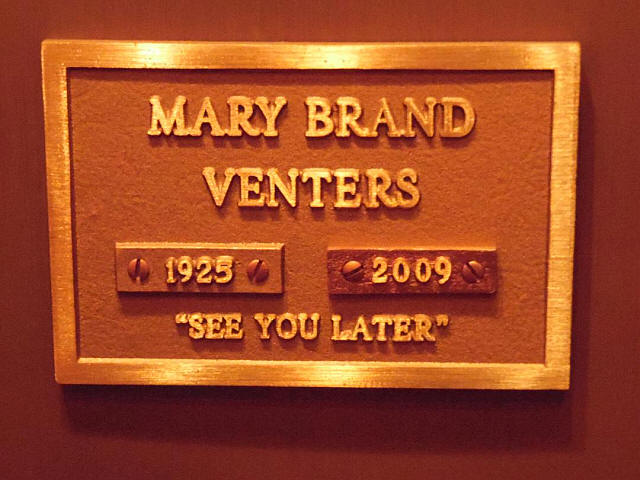 MARY BRAND
VENTERS
1925 2009
“SEE YOU LATER”